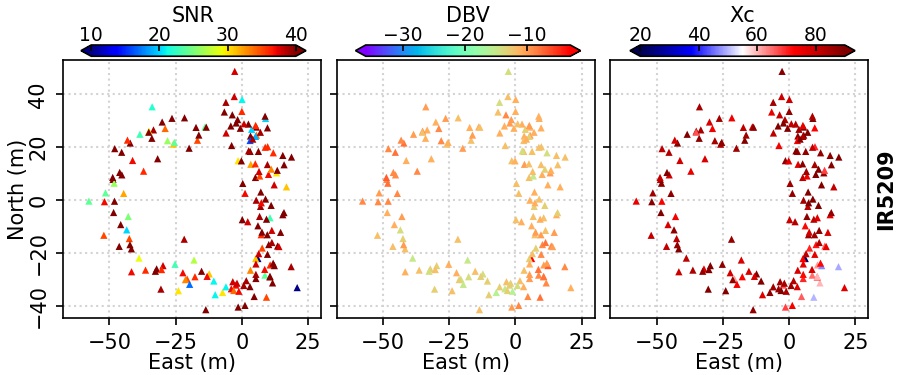 SNR DBV Xc
10 20 30 40 −30 −20 −10 20 40 60 80
40
20
0
−20
−40
North (m)
−50 −25 0 25 −50 −25 0 25 −50 −25 0 25
East (m) East (m) East (m)
IR5209